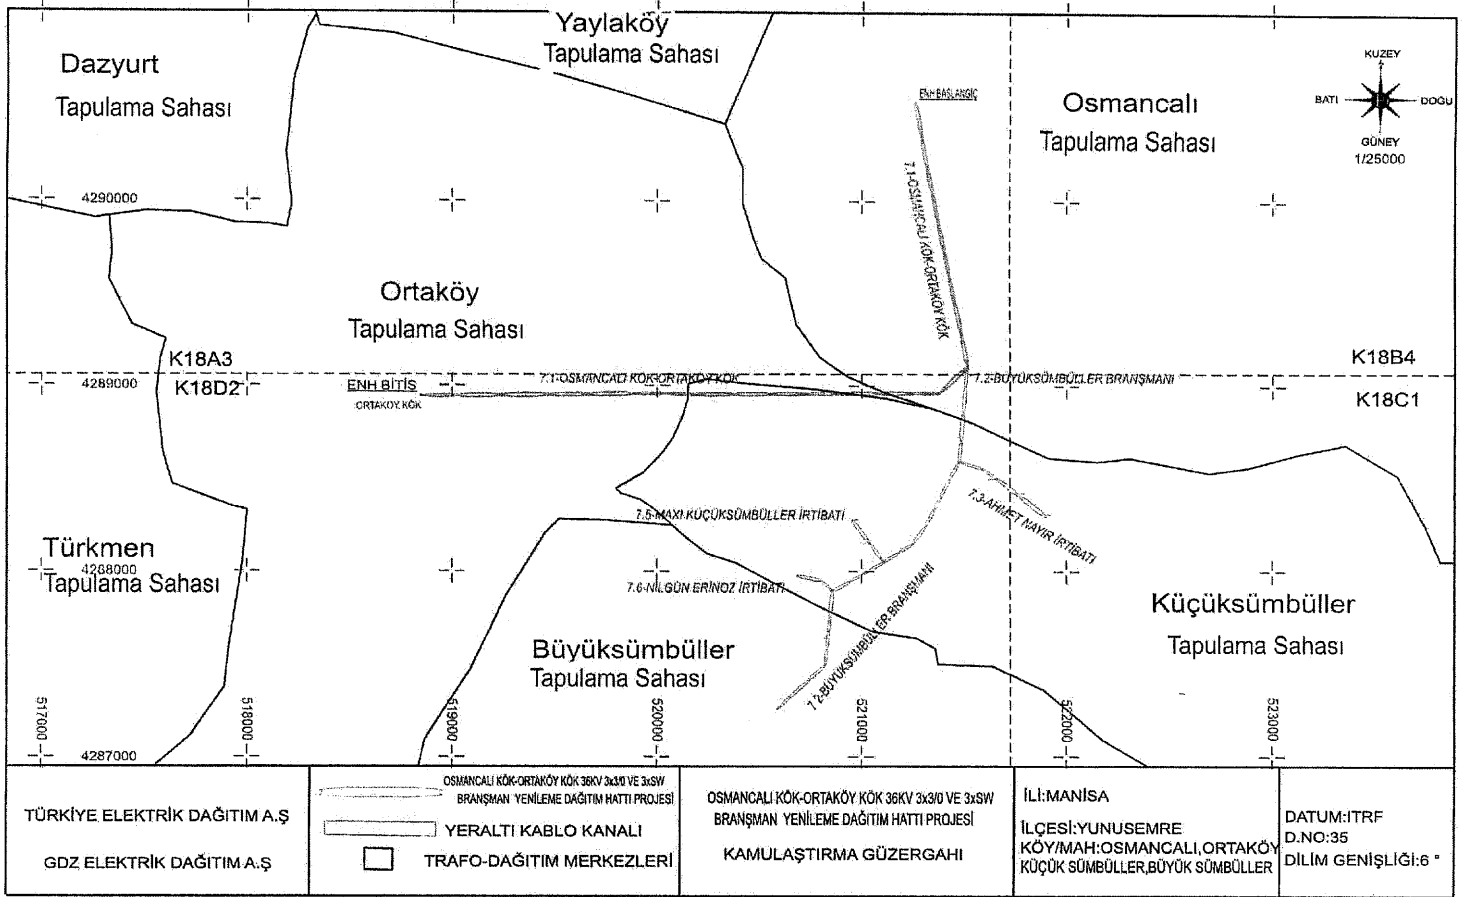 Yaylaköy
Tapulama Sahası
Dazyurt
Tapulama Sahası
Osmancalı
Tapulama Sahası
KUZEY
BATI
DOĞU
GÜNEY
1/25000
ENH BAŞLANGIÇ
7.1-OSMANCALI KÖK-ORTAKÖY KÖK
4290000
Ortaköy
Tapulama Sahası
K18A3
K18B4
4289000
K18D2
K18C1
ENH BİTİŞ
ORTAKÖY KÖK
7.1-OSMANCALI KÖK-ORTAKÖY KÖK
7.2-BÜYÜKSÜMBÜLLER BRANŞMANI
7.3-AHMET NAYIR İRTİBATI
7.5-MAXI KÜÇÜKSÜMBÜLLER İRTİBATI
Türkmen
4288000
Tapulama Sahası
7.6-NİLGÜN ERİNOZ İRTİBATI
7.2-BÜYÜKSÜMBÜLLER BRANŞMANI
Küçüksümbüller
Tapulama Sahası
Büyüksümbüller
Tapulama Sahası
517000
518000
519000
520000
521000
522000
523000
4287000
TÜRKİYE ELEKTRİK DAĞITIM A.Ş
GDZ ELEKTRİK DAĞITIM A.Ş
OSMANCALI KÖK-ORTAKÖY KÖK 36KV 3x3/0 VE 3xSW
BRANŞMAN YENİLEME DAĞITIM HATTI PROJESİ
YERALTI KABLO KANALI
TRAFO-DAĞITIM MERKEZLERİ
OSMANCALI KÖK-ORTAKÖY KÖK 36KV 3x3/0 VE 3xSW
BRANŞMAN YENİLEME DAĞITIM HATTI PROJESİ
KAMULAŞTIRMA GÜZERGAHI
İLİ:MANİSA
İLÇESİ:YUNUSEMRE
KÖY/MAH:OSMANCALI,ORTAKÖY
KÜÇÜK SÜMBÜLLER,BÜYÜK SÜMBÜLLER
DATUM:ITRF
D.NO:35
DİLİM GENİŞLİĞİ:6 °